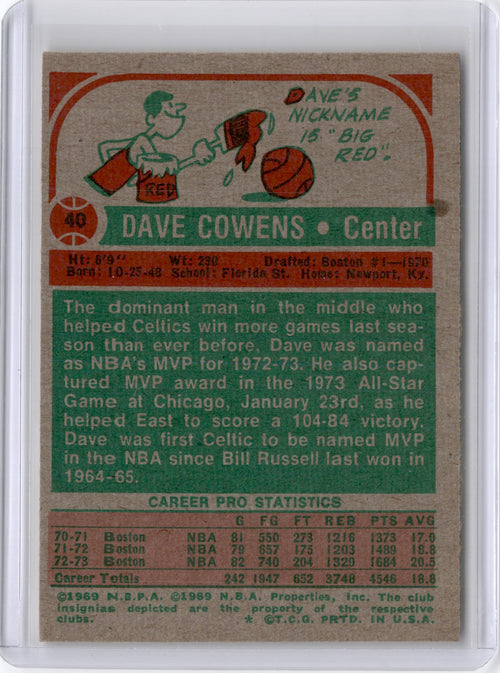 DAVE'S
NICKNAME
IS "BIG
RED".
RED
40
DAVE COWENS • Center
Ht: 6'9" Wt: 230 Drafted: Boston #1—1970
Born: 10-25-48 School: Florida St. Home: Newport, Ky.
The dominant man in the middle who
helped Celtics win more games last sea-
son than ever before, Dave was named
as NBA's MVP for 1972-73. He also cap-
tured MVP award in the 1973 All-Star
Game at Chicago, January 23rd, as he
helped East to score a 104-84 victory.
Dave was first Celtic to be named MVP
in the NBA since Bill Russell last won in
1964-65.
CAREER PRO STATISTICS
G FG FT REB PTS AVG
70-71 Boston NBA 81 550 273 1216 1373 17.0
71-72 Boston NBA 79 657 175 1203 1489 18.8
72-73 Boston NBA 82 740 204 1329 1684 20.5
Career Totals 242 1947 652 3748 4546 18.8
©1969 N.B.P.A. ©1969 N.B.A. Properties, Inc. The club
insignias depicted are the property of the respective
clubs. * ©T.C.G. PRTD. IN U.S.A.